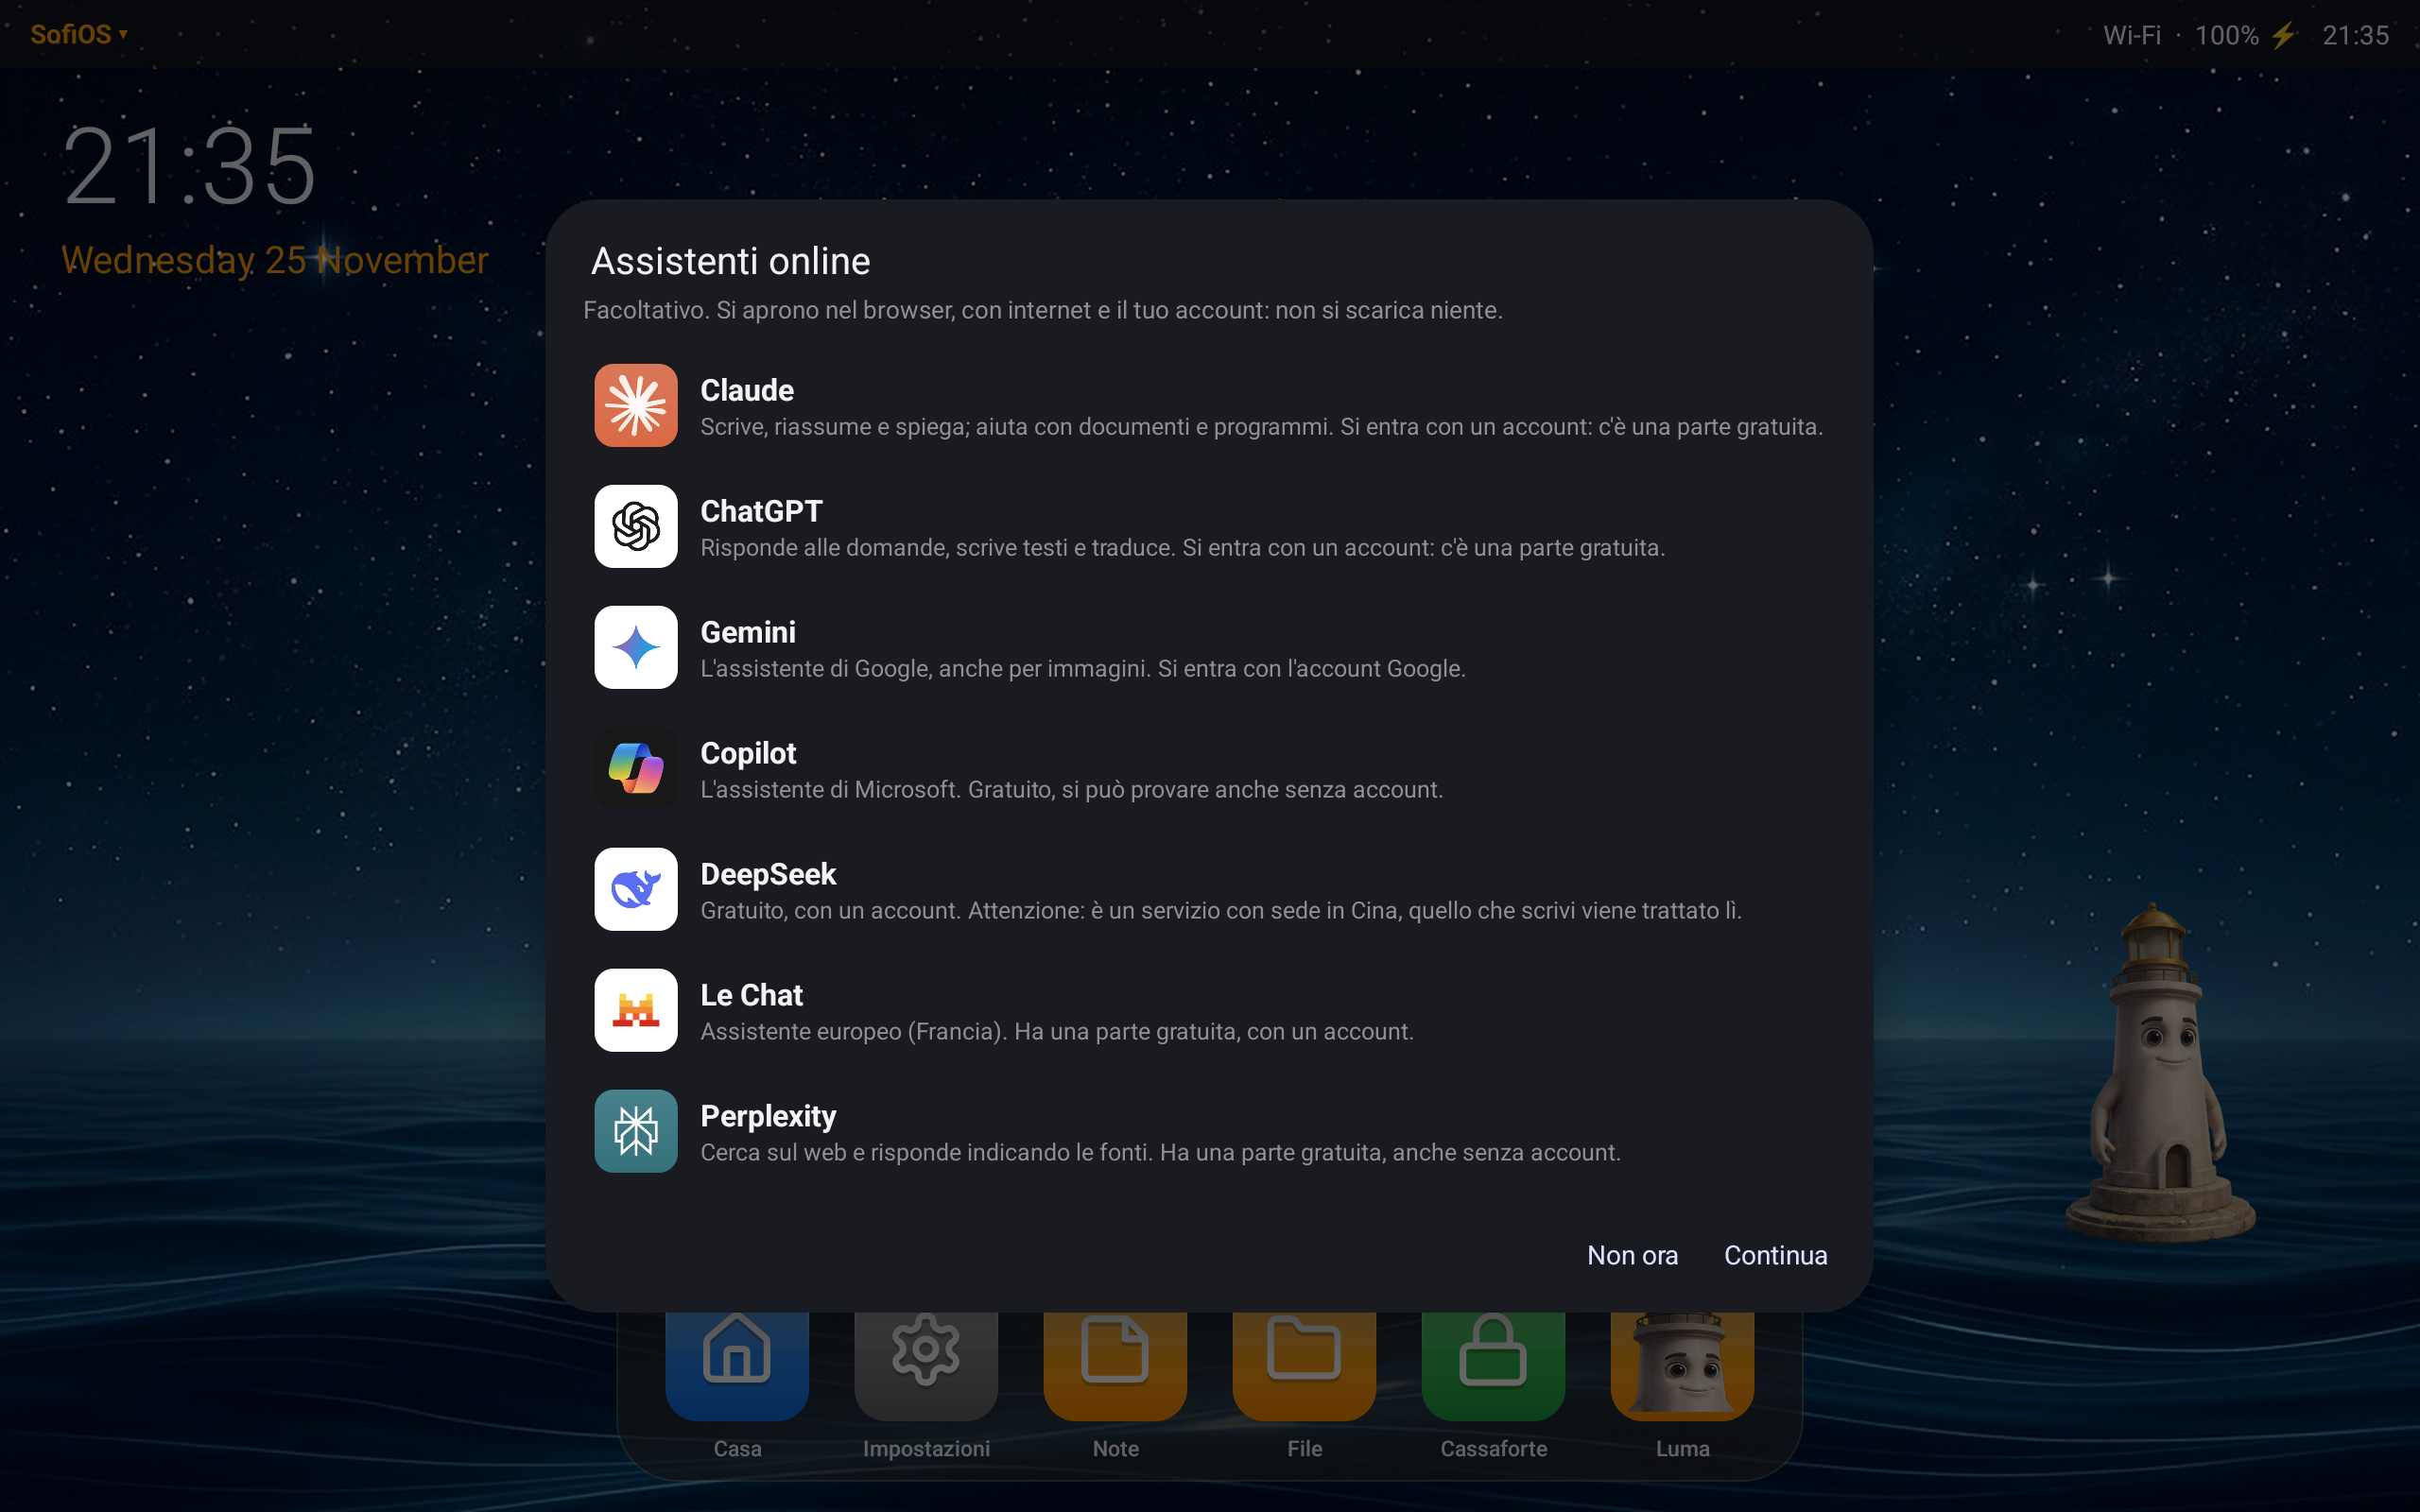 SofiOS ▾
Wi-Fi · 100% ⚡ 21:35
21:35
Wednesday 25 November
Assistenti online
Facoltativo. Si aprono nel browser, con internet e il tuo account: non si scarica niente.
Claude
Scrive, riassume e spiega; aiuta con documenti e programmi. Si entra con un account: c'è una parte gratuita.
ChatGPT
Risponde alle domande, scrive testi e traduce. Si entra con un account: c'è una parte gratuita.
Gemini
L'assistente di Google, anche per immagini. Si entra con l'account Google.
Copilot
L'assistente di Microsoft. Gratuito, si può provare anche senza account.
DeepSeek
Gratuito, con un account. Attenzione: è un servizio con sede in Cina, quello che scrivi viene trattato lì.
Le Chat
Assistente europeo (Francia). Ha una parte gratuita, con un account.
Perplexity
Cerca sul web e risponde indicando le fonti. Ha una parte gratuita, anche senza account.
Non ora Continua
Casa Impostazioni Note File Cassaforte Luma